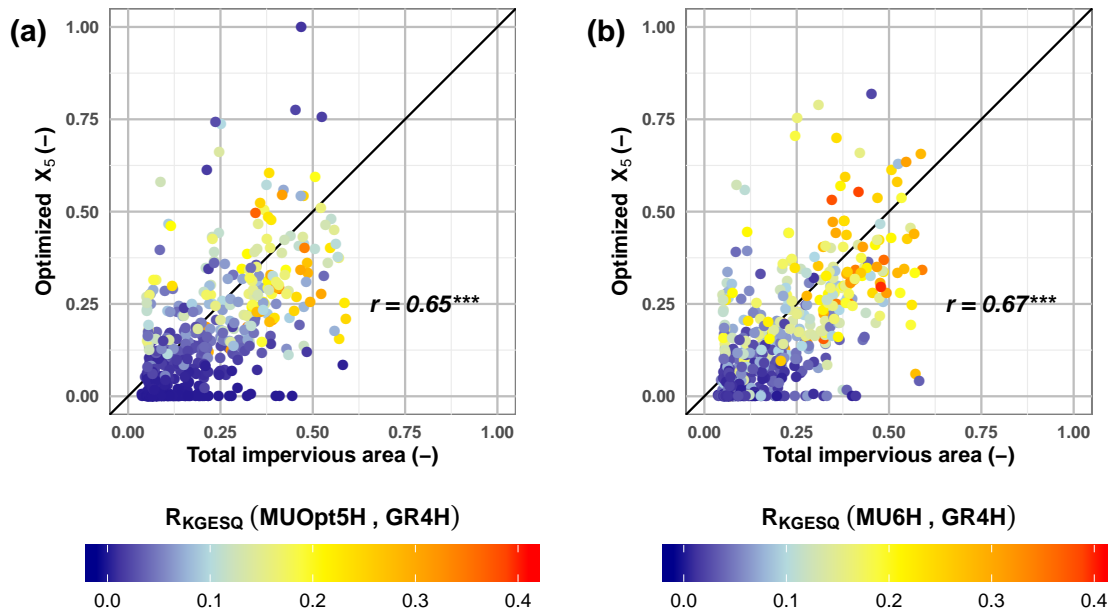 (a)
1.00
0.75
0.50
0.25
0.00
Optimized X₅ (−)
r = 0.65***
0.00 0.25 0.50 0.75 1.00
Total impervious area (−)
R_KGESQ (MUOpt5H , GR4H)
0.0 0.1 0.2 0.3 0.4
(b)
1.00
0.75
0.50
0.25
0.00
Optimized X₅ (−)
r = 0.67***
0.00 0.25 0.50 0.75 1.00
Total impervious area (−)
R_KGESQ (MU6H , GR4H)
0.0 0.1 0.2 0.3 0.4